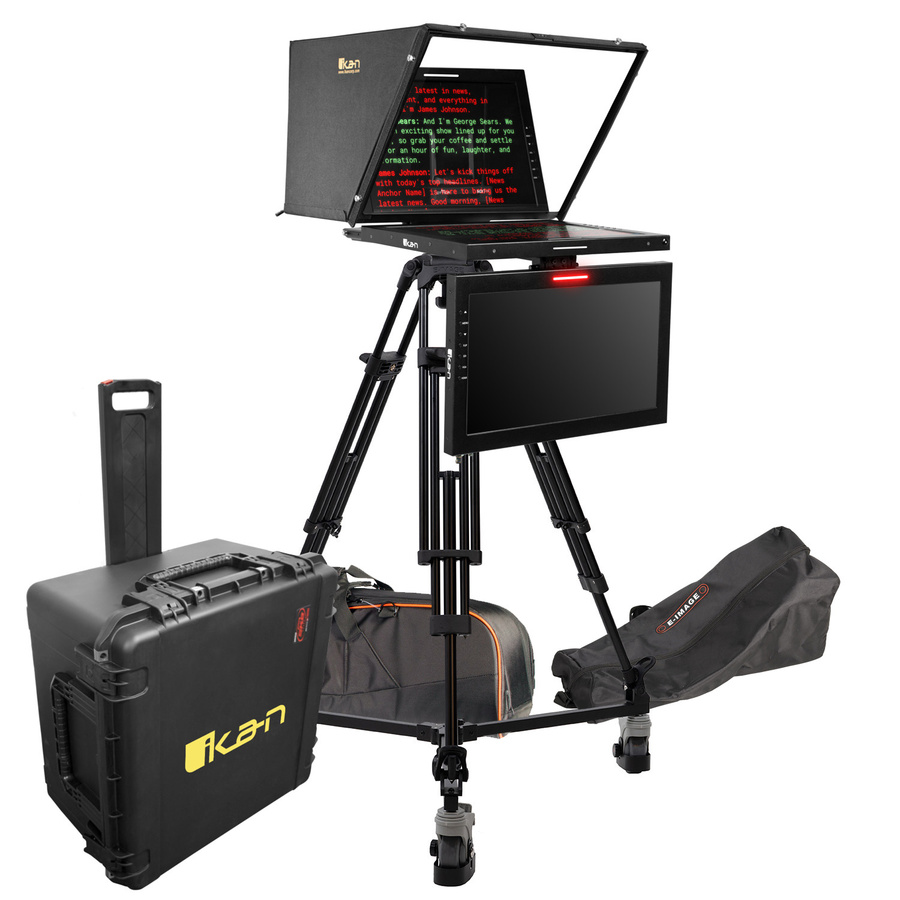 ikan
www.ikancorp.com
latest in news,
nt, and everything in
I'm James Johnson.
ears: And I'm George Sears. We
exciting show lined up for you
, so grab your coffee and settle
or an hour of fun, laughter, and
ormation.
ames Johnson: Let's kick things off
with today's top headlines. [News
Anchor Name] is here to bring us the
latest news. Good morning, [News
ikan
ikan
E-IMAGE
ikan